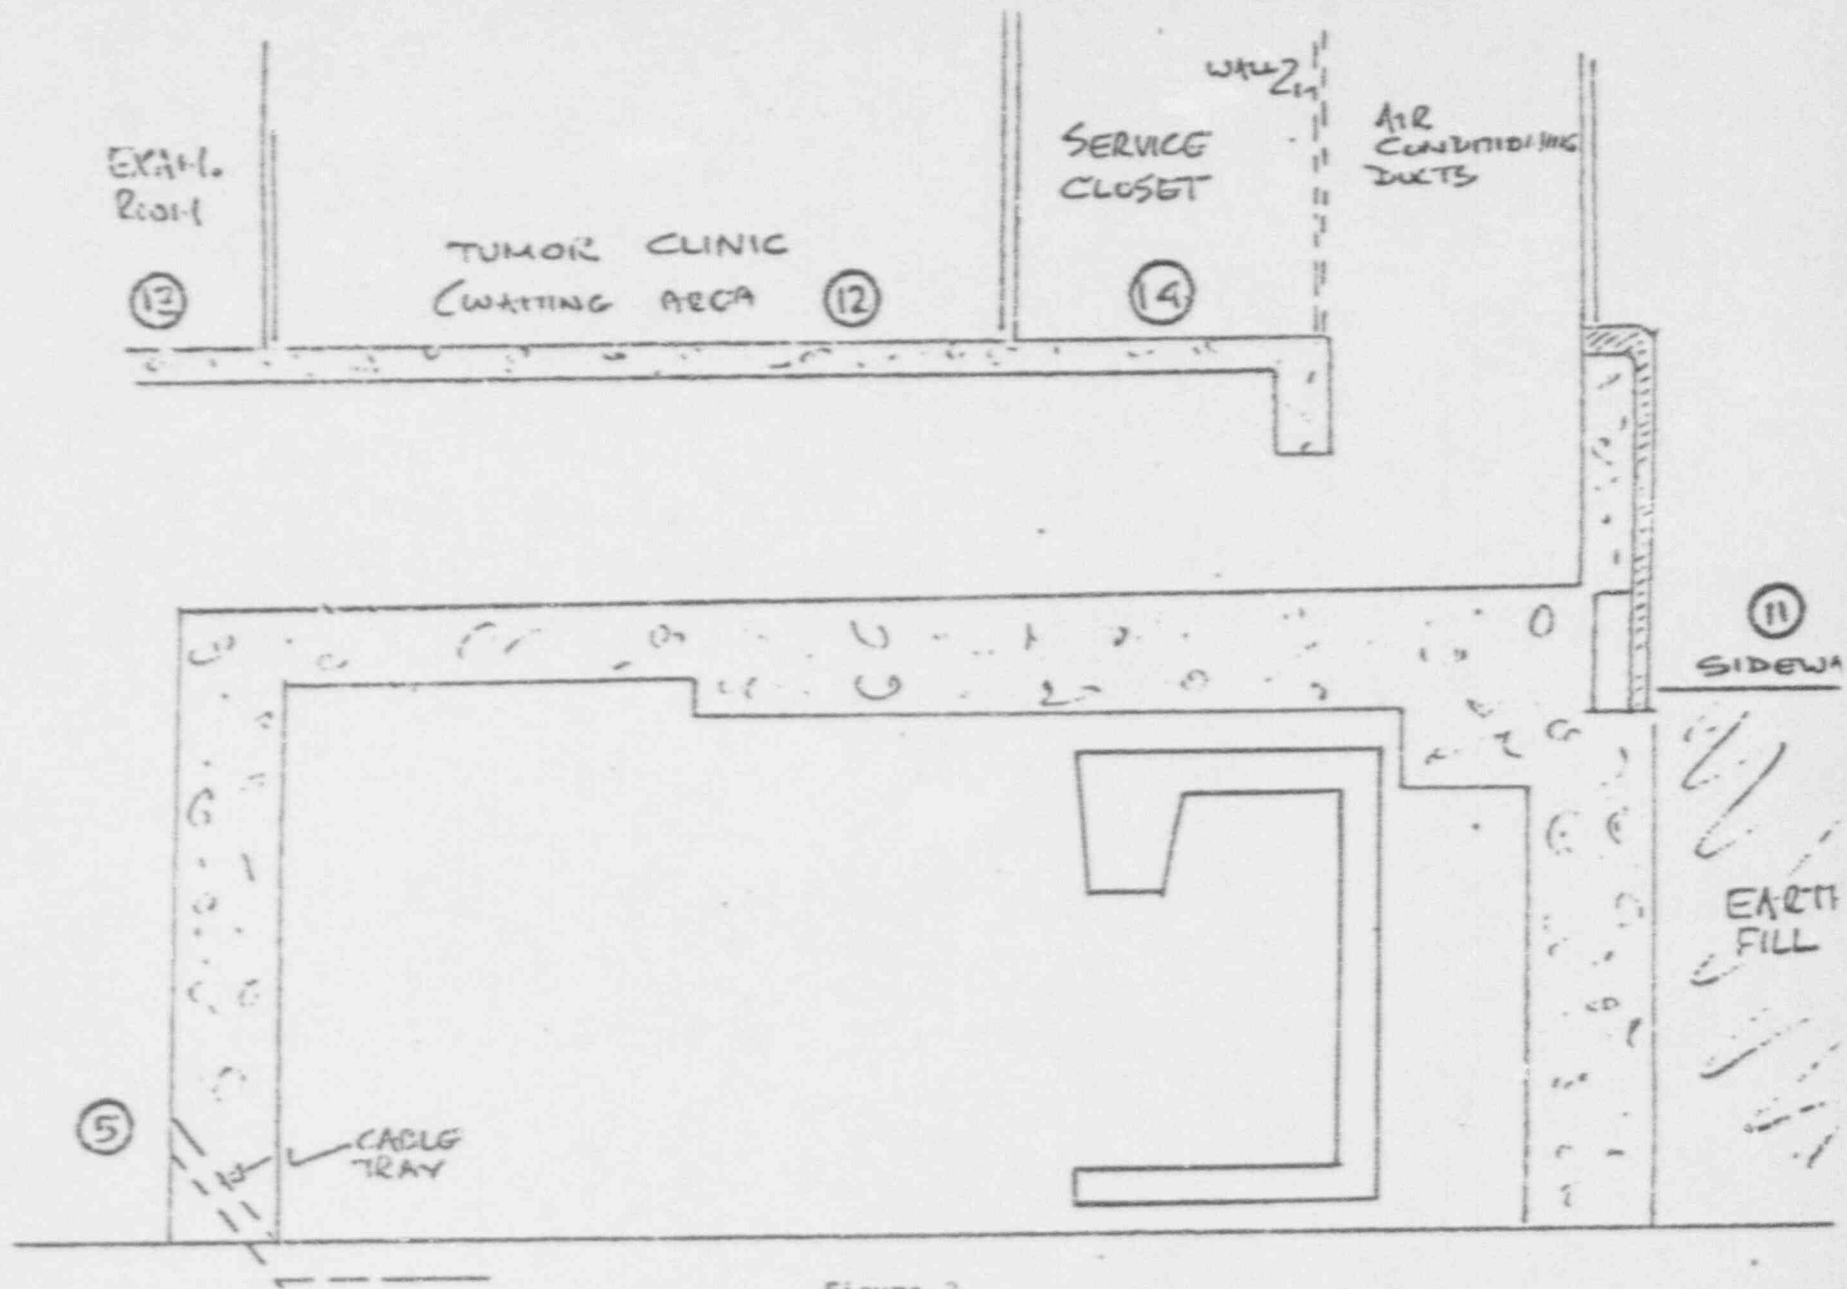 WALL
AIR
CONDITIONING
DUCTS
SERVICE
CLOSET
EXAM.
ROOM
TUMOR CLINIC
(WAITING AREA
12
14
13
11
SIDEWA
EARTH
FILL
5
CABLE
TRAY